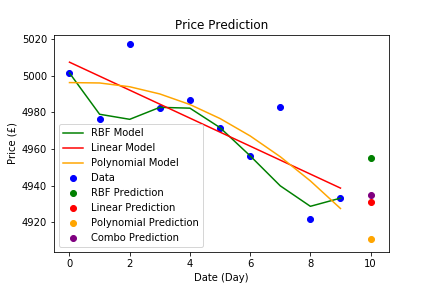 Price Prediction
Price (£)
5020
5000
4980
4960
4940
4920
RBF Model
Linear Model
Polynomial Model
Data
RBF Prediction
Linear Prediction
Polynomial Prediction
Combo Prediction
0 2 4 6 8 10
Date (Day)